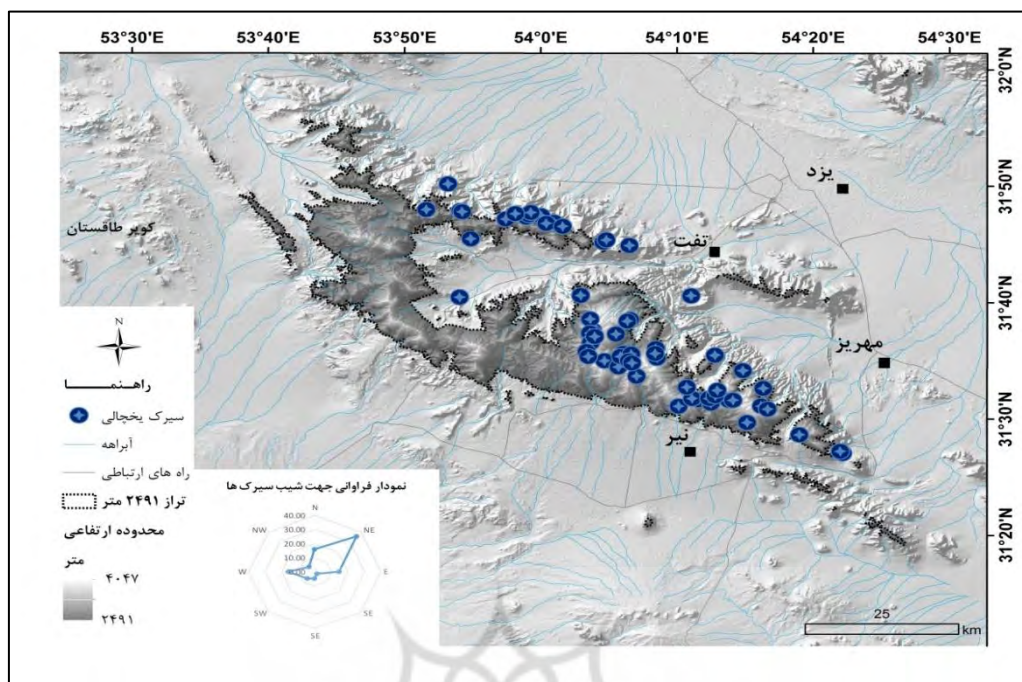 53°30'E 53°40'E 53°50'E 54°0'E 54°10'E 54°20'E 54°30'E
32°0'N
یزد
31°50'N
تفت
کویر طاقستان
31°40'N
مهریز
N
راهنما
سیرک یخچالی
31°30'N
نیر
آبراهه
راه های ارتباطی
تراز ۲۴۹۱ متر
نمودار فراوانی جهت شیب سیرک ها
محدوده ارتفاعی
متر
۴۰۴۷
۲۴۹۱
N
40.00
30.00
20.00
10.00
NW
NE
W
E
SW
SE
SE
31°20'N
25
km